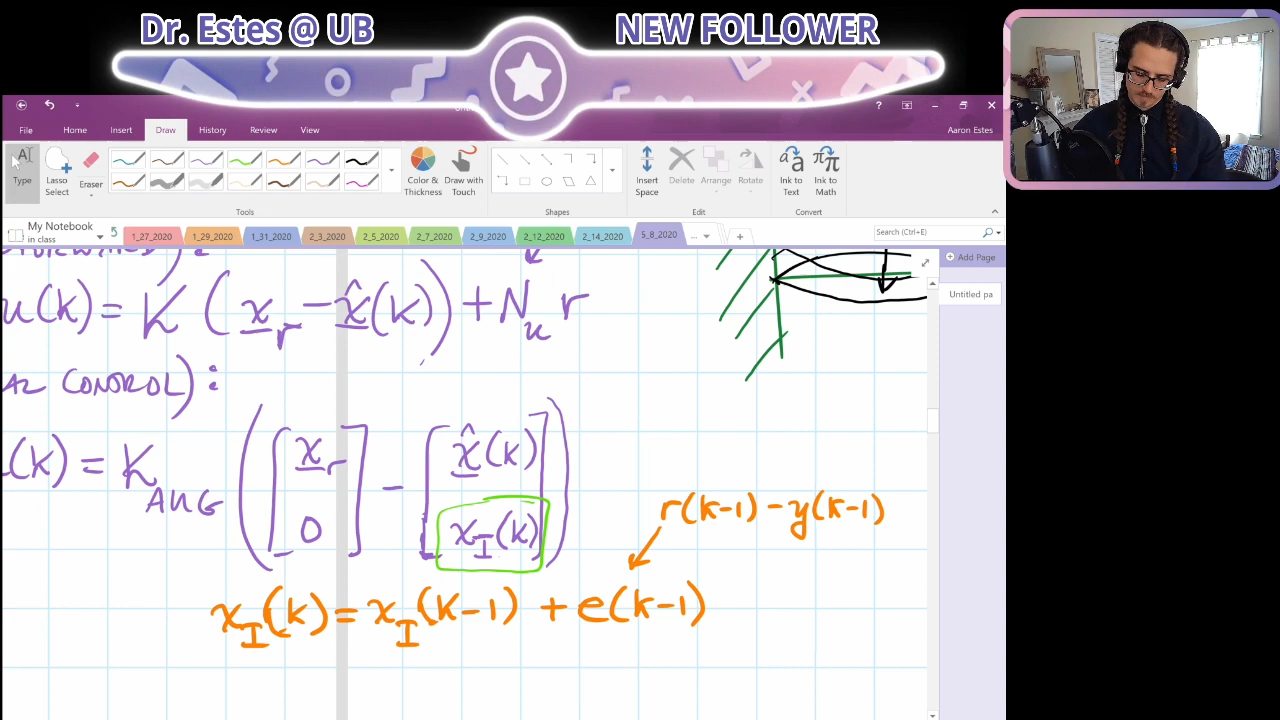 Dr. Estes @ UB NEW FOLLOWER
File Home Insert Draw History Review View Aaron Estes
Type Lasso Select Eraser Color & Thickness Draw with Touch Insert Space Delete Arrange Rotate Ink to Text Ink to Math
Tools Shapes Edit Convert
My Notebook
in class
1_27_2020 1_29_2020 1_31_2020 2_3_2020 2_5_2020 2_7_2020 2_9_2020 2_12_2020 2_14_2020 5_8_2020 ... + Search (Ctrl+E)
Add Page
Untitled pa
u(k) = K (x_r − x̂(k)) + N_u r
AL CONTROL):
(k) = K_AUG ([x_r 0] − [x̂(k) x_I(k)])
r(k−1) − y(k−1)
x_I(k) = x_I(k−1) + e(k−1)